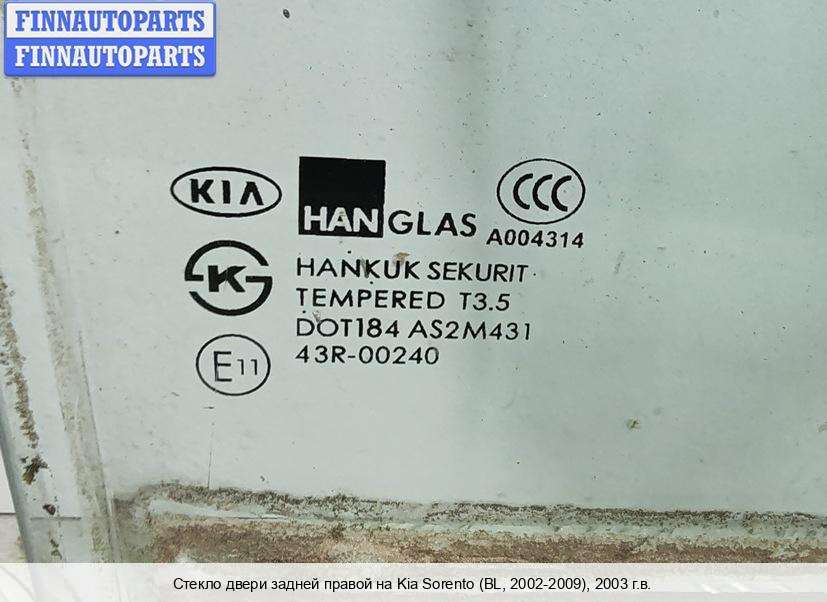 FINNAUTOPARTS
FINNAUTOPARTS
KIA
HANGLAS
CCC
A004314
K
HANKUK SEKURIT
TEMPERED T3.5
DOT184 AS2M431
E11
43R-00240
Стекло двери задней правой на Kia Sorento (BL, 2002-2009), 2003 г.в.